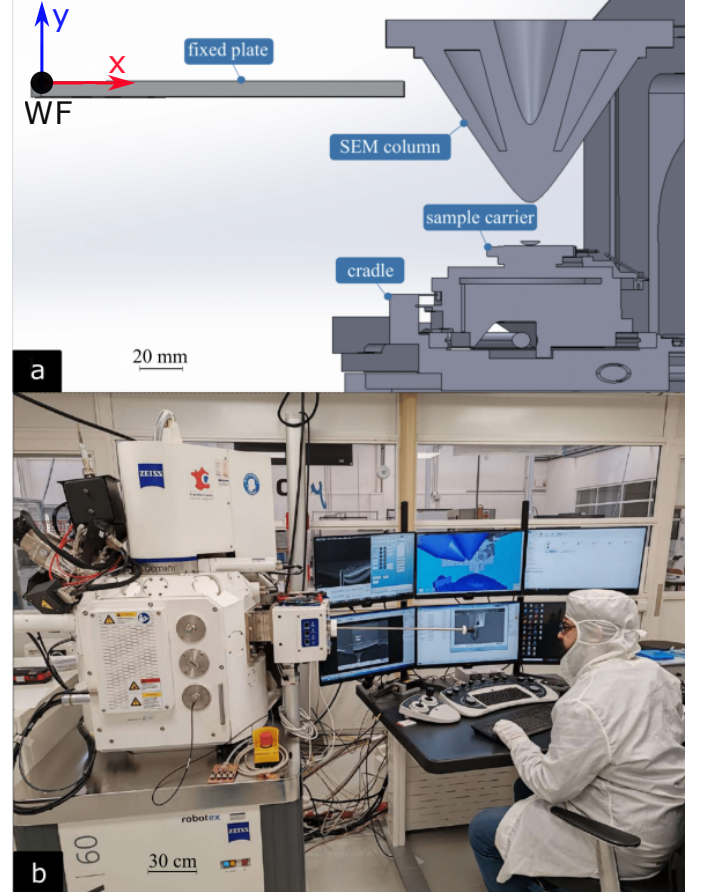 y
x
WF
fixed plate
SEM column
sample carrier
cradle
20 mm
a
ZEISS
robotex
ZEISS
60
30 cm
b